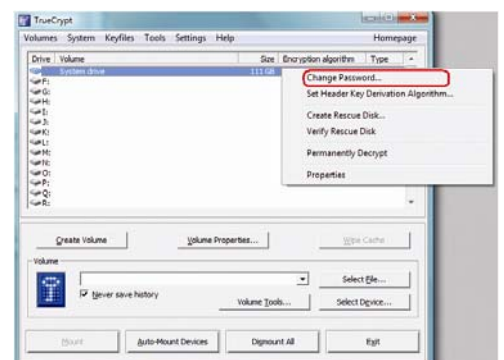 TrueCrypt
Volumes System Keyfiles Tools Settings Help Homepage
Drive Volume Size Encryption algorithm Type
System drive 111 GB
F:
G:
H:
I:
J:
K:
L:
M:
N:
O:
P:
Q:
R:
Change Password...
Set Header Key Derivation Algorithm...
Create Rescue Disk...
Verify Rescue Disk
Permanently Decrypt
Properties
Create Volume Volume Properties... Wipe Cache
Volume
Select File...
Never save history
Volume Tools... Select Device...
Mount Auto-Mount Devices Dismount All Exit